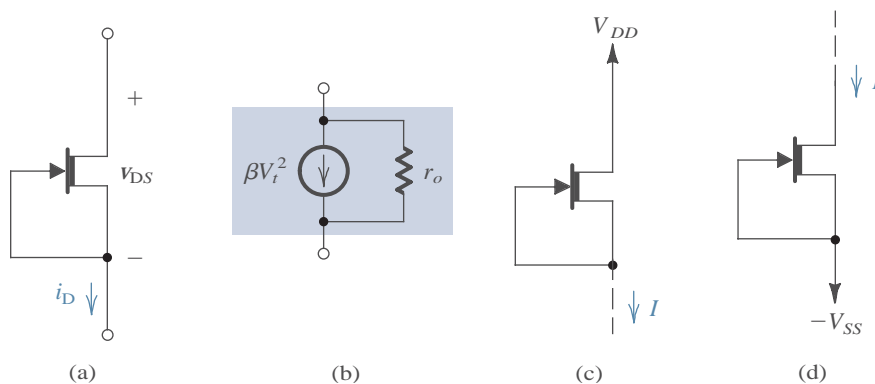 V_DD
I
+
v_DS
−
i_D
βV_t^2
r_o
I
−V_SS
(a)
(b)
(c)
(d)